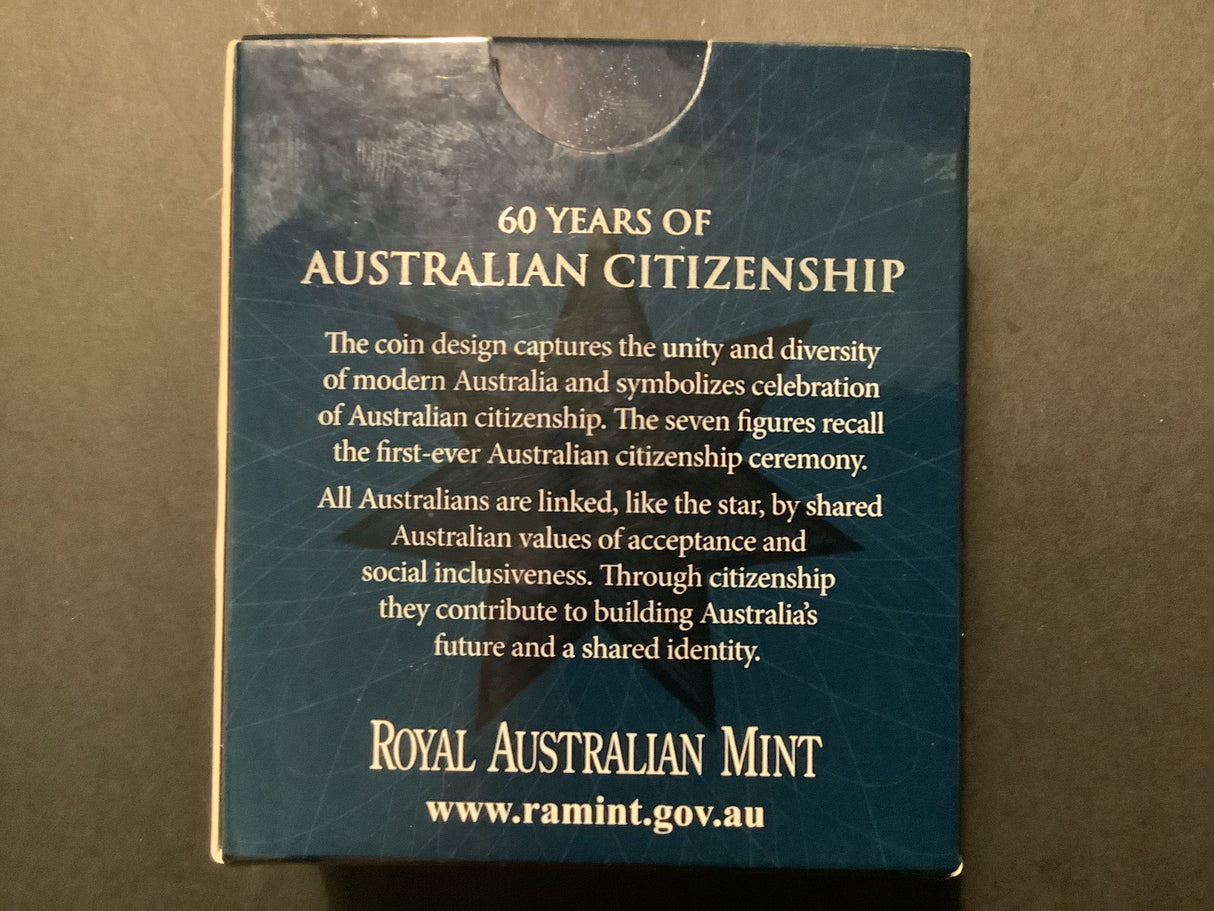 60 YEARS OF
AUSTRALIAN CITIZENSHIP
The coin design captures the unity and diversity
of modern Australia and symbolizes celebration
of Australian citizenship. The seven figures recall
the first-ever Australian citizenship ceremony.
All Australians are linked, like the star, by shared
Australian values of acceptance and
social inclusiveness. Through citizenship
they contribute to building Australia's
future and a shared identity.
ROYAL AUSTRALIAN MINT
www.ramint.gov.au